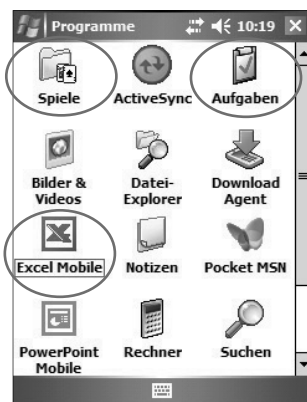 Programme 10:19
Spiele ActiveSync Aufgaben
Bilder & Datei- Download
Videos Explorer Agent
Excel Mobile Notizen Pocket MSN
PowerPoint Rechner Suchen
Mobile